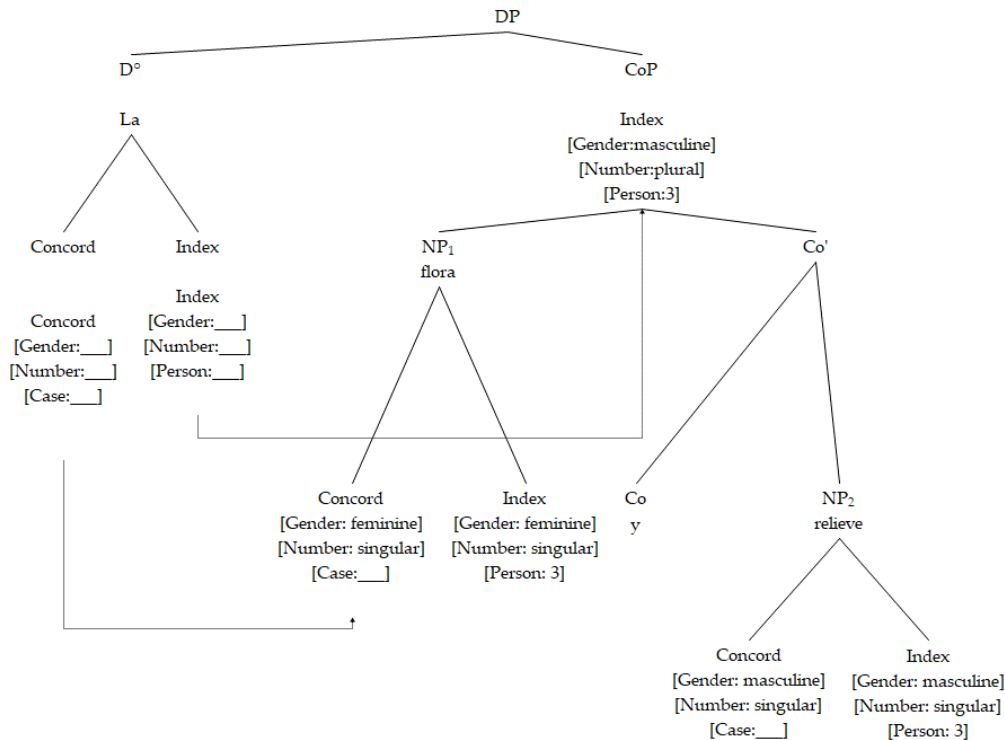 DP
D° CoP
La Index
[Gender:masculine]
[Number:plural]
[Person:3]
Concord Index NP₁ Co'
flora
Index
Concord [Gender:___]
[Gender:___] [Number:___]
[Number:___] [Person:___]
[Case:___]
Concord Index Co NP₂
[Gender: feminine] [Gender: feminine] y relieve
[Number: singular] [Number: singular]
[Case:___] [Person: 3]
Concord Index
[Gender: masculine] [Gender: masculine]
[Number: singular] [Number: singular]
[Case:___] [Person: 3]